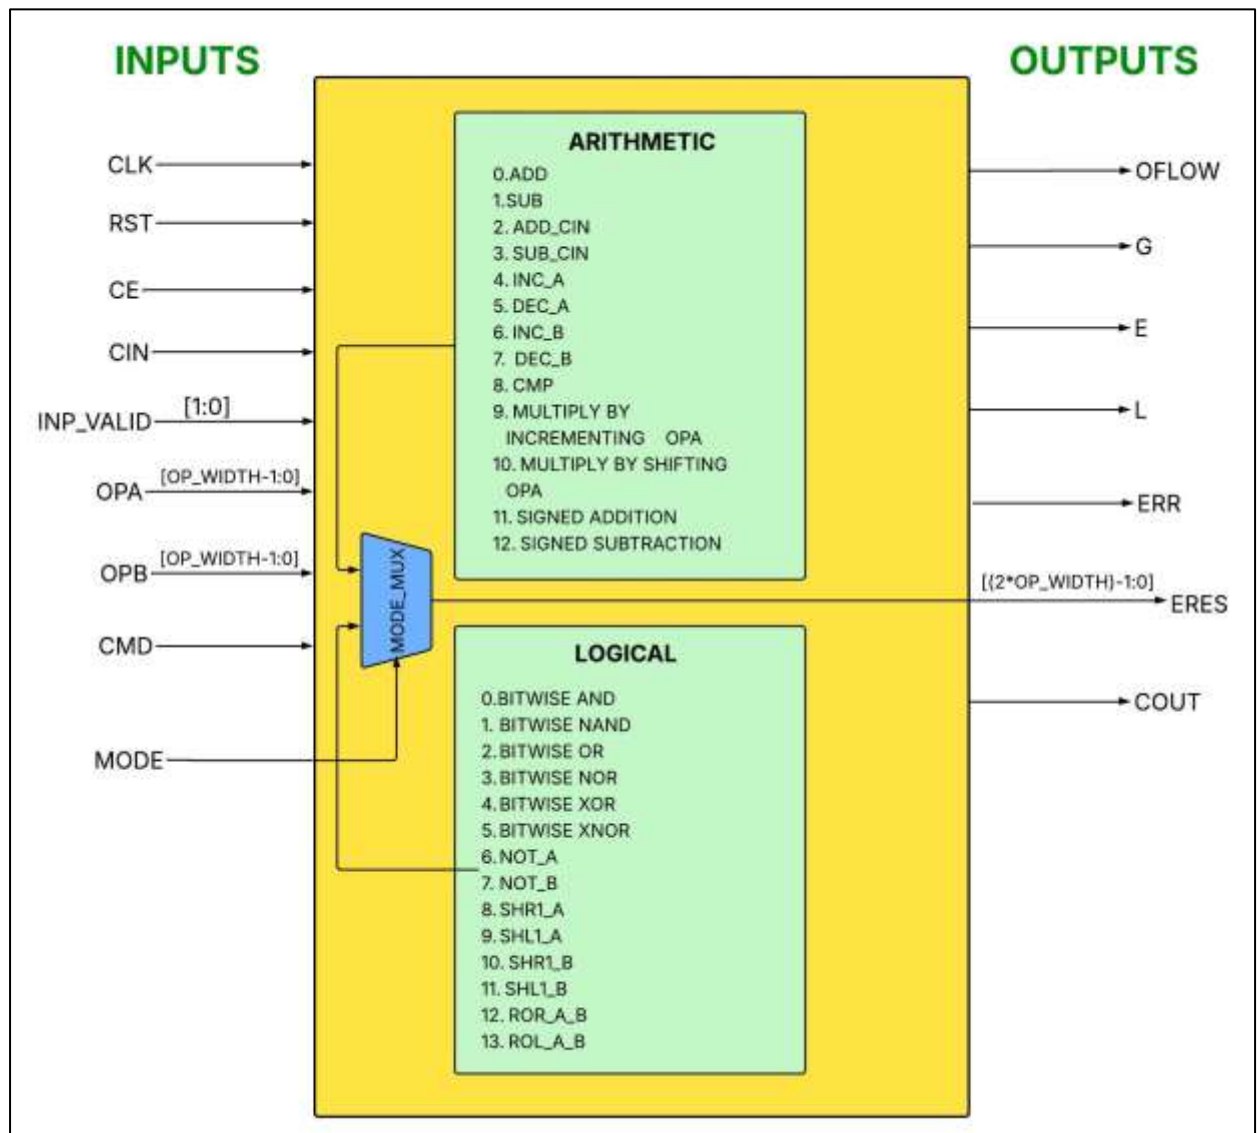 INPUTS
OUTPUTS
CLK
RST
CE
CIN
INP_VALID
[1:0]
OPA
[OP_WIDTH-1:0]
OPB
[OP_WIDTH-1:0]
CMD
MODE
ARITHMETIC
0.ADD
1.SUB
2. ADD_CIN
3. SUB_CIN
4. INC_A
5. DEC_A
6. INC_B
7. DEC_B
8. CMP
9. MULTIPLY BY
INCREMENTING OPA
10. MULTIPLY BY SHIFTING
OPA
11. SIGNED ADDITION
12. SIGNED SUBTRACTION
MODE_MUX
LOGICAL
0.BITWISE AND
1. BITWISE NAND
2. BITWISE OR
3. BITWISE NOR
4. BITWISE XOR
5. BITWISE XNOR
6. NOT_A
7. NOT_B
8. SHR1_A
9. SHL1_A
10. SHR1_B
11. SHL1_B
12. ROR_A_B
13. ROL_A_B
OFLOW
G
E
L
ERR
[(2*OP_WIDTH)-1:0]
ERES
COUT